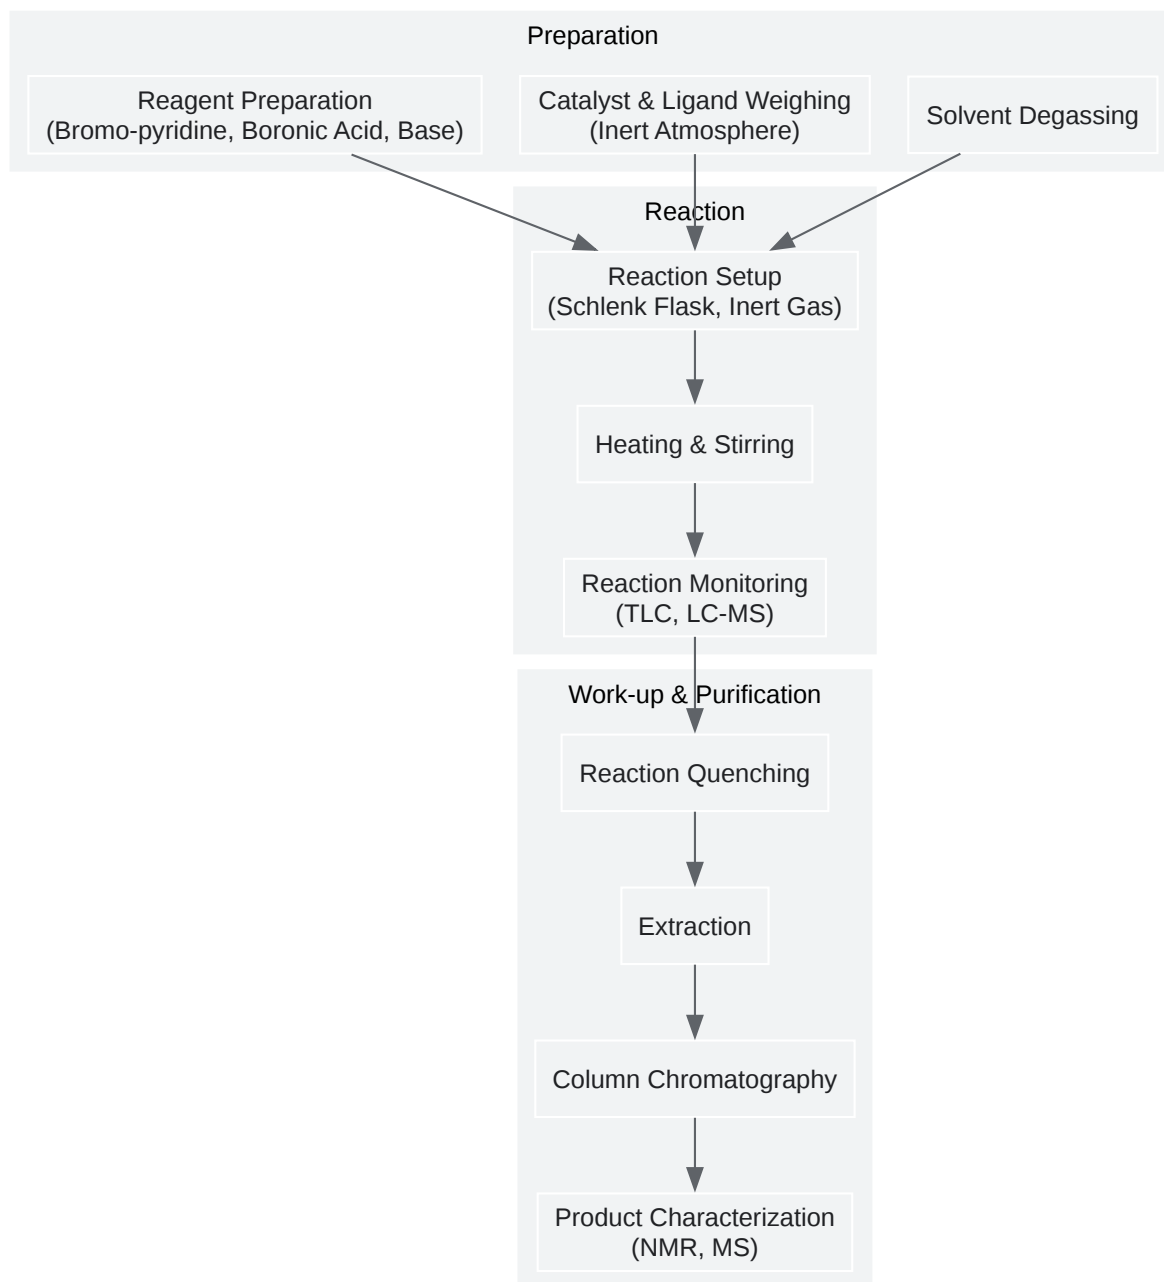 Preparation
Reagent Preparation
(Bromo-pyridine, Boronic Acid, Base)
Catalyst & Ligand Weighing
(Inert Atmosphere)
Solvent Degassing
Reaction
Reaction Setup
(Schlenk Flask, Inert Gas)
Heating & Stirring
Reaction Monitoring
(TLC, LC-MS)
Work-up & Purification
Reaction Quenching
Extraction
Column Chromatography
Product Characterization
(NMR, MS)